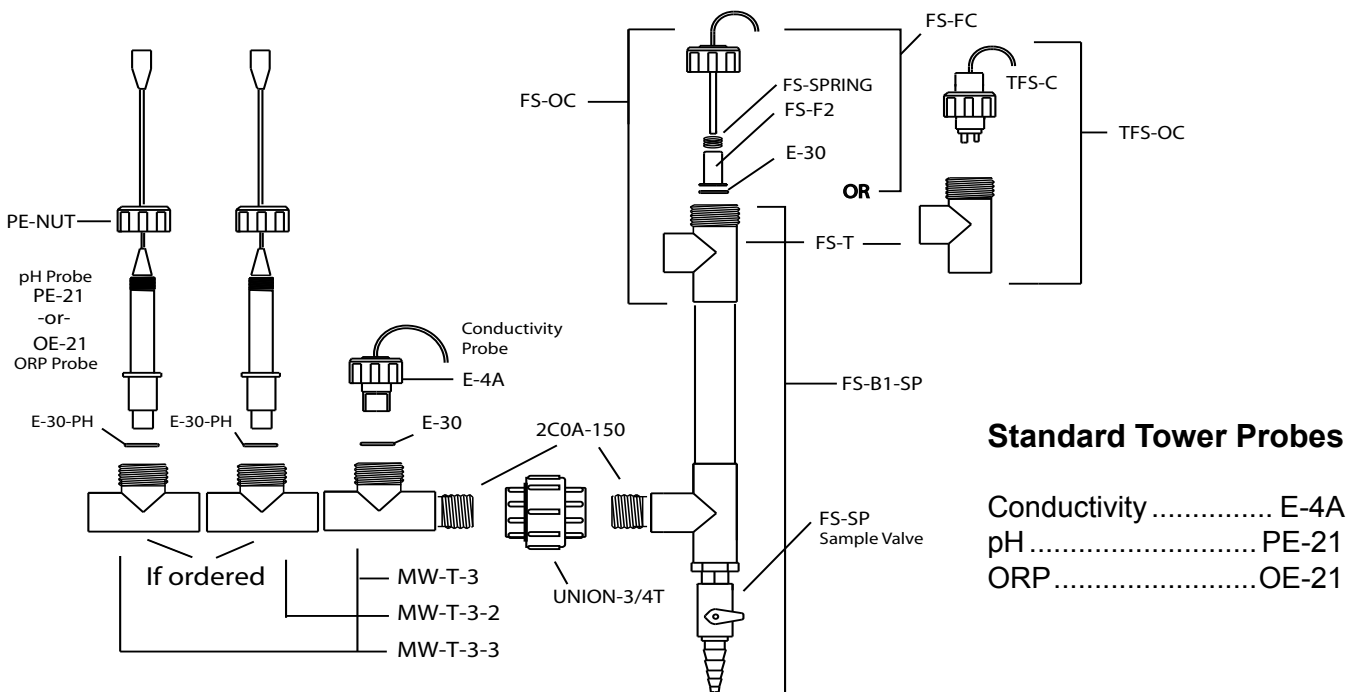 FS-FC
FS-OC
FS-SPRING
FS-F2
E-30
TFS-C
TFS-OC
OR
PE-NUT
FS-T
pH Probe
PE-21
-or-
OE-21
ORP Probe
Conductivity
Probe
E-4A
FS-B1-SP
E-30-PH
E-30-PH
E-30
2C0A-150
Standard Tower Probes
Conductivity ............... E-4A
pH ......................... PE-21
ORP ....................... OE-21
FS-SP
Sample Valve
If ordered
MW-T-3
UNION-3/4T
MW-T-3-2
MW-T-3-3